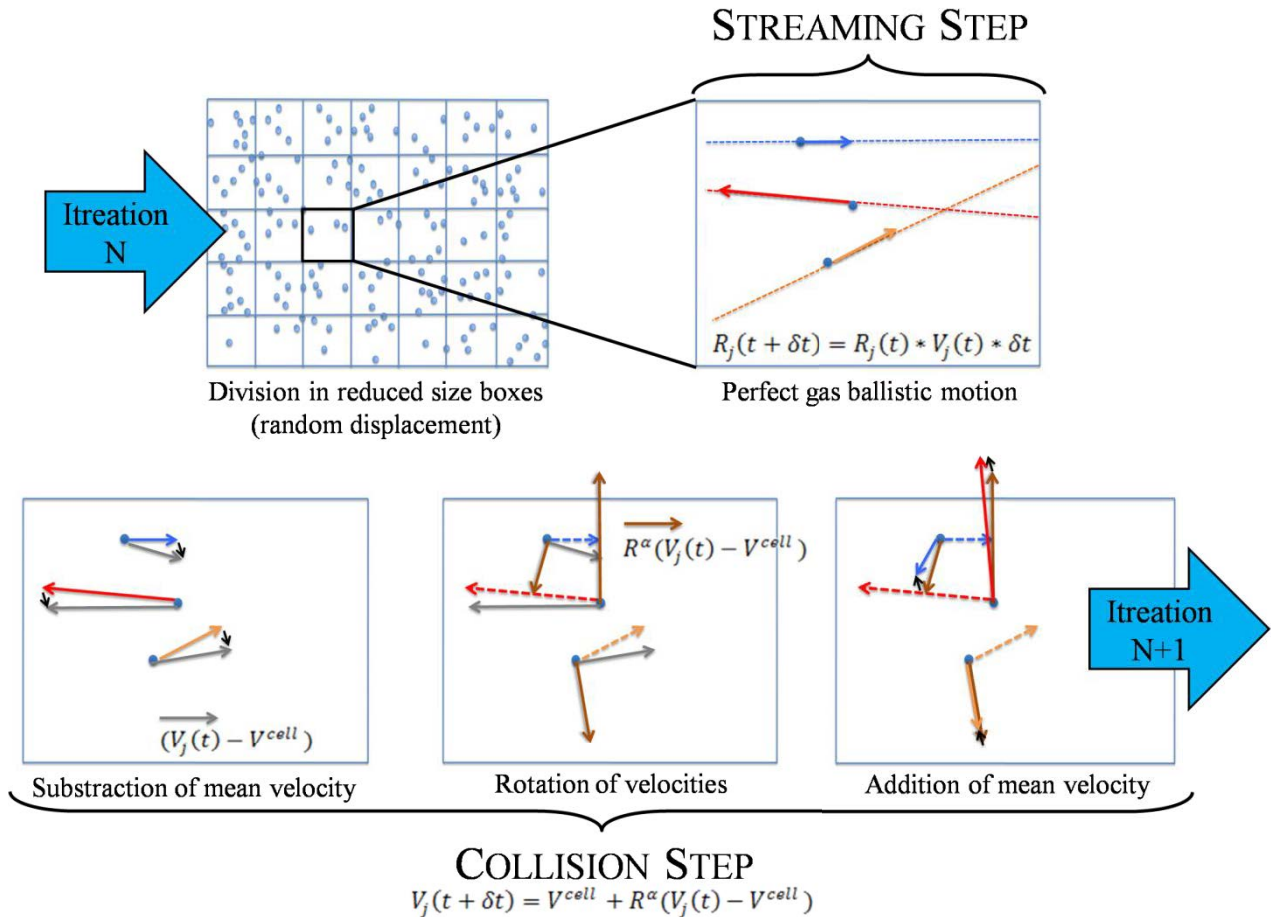 STREAMING STEP
Itreation
N
R_j(t + δt) = R_j(t) * V_j(t) * δt
Division in reduced size boxes
(random displacement)
Perfect gas ballistic motion
(V_j(t) − V^cell)
R^α(V_j(t) − V^cell)
Itreation
N+1
Substraction of mean velocity
Rotation of velocities
Addition of mean velocity
COLLISION STEP
V_j(t + δt) = V^cell + R^α(V_j(t) − V^cell)